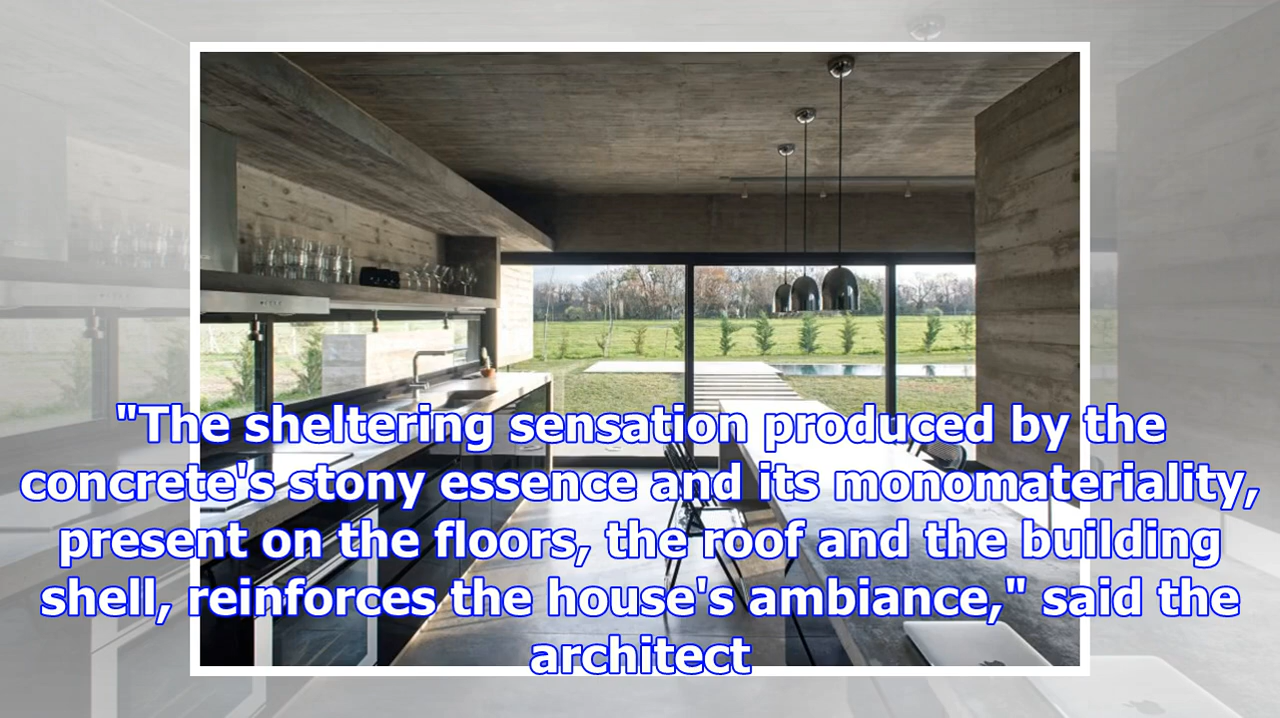 "The sheltering sensation produced by the
concrete's stony essence and its monomateriality,
present on the floors, the roof and the building
shell, reinforces the house's ambiance," said the
architect